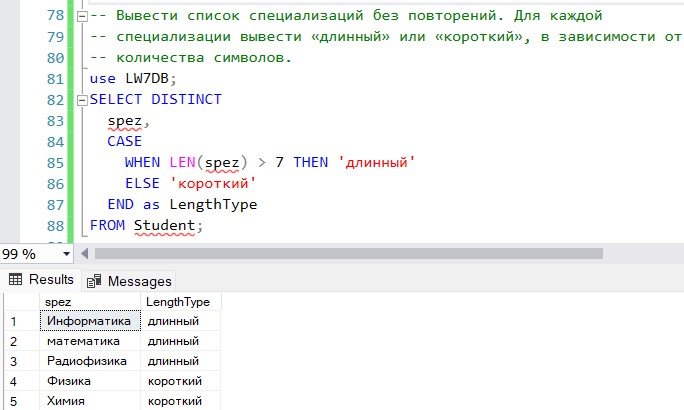 78 -- Вывести список специализаций без повторений. Для каждой
79 -- специализации вывести «длинный» или «короткий», в зависимости от
80 -- количества символов.
81 use LW7DB;
82 SELECT DISTINCT
83 spez,
84 CASE
85 WHEN LEN(spez) > 7 THEN 'длинный'
86 ELSE 'короткий'
87 END as LengthType
88 FROM Student;
99 %
Results Messages
spez LengthType
1 Информатика длинный
2 математика длинный
3 Радиофизика длинный
4 Физика короткий
5 Химия короткий